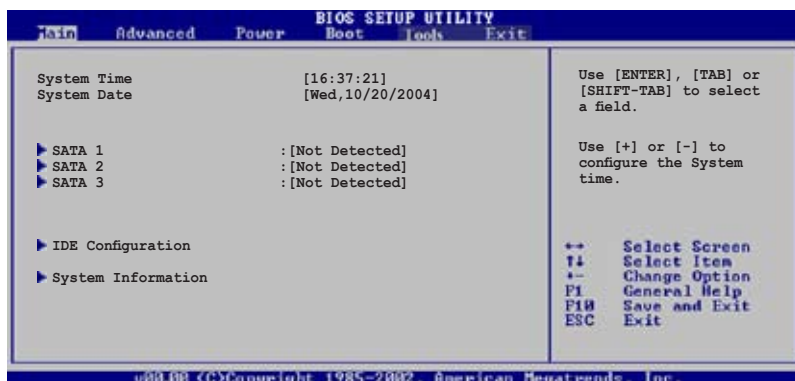 BIOS SETUP UTILITY
Main Advanced Power Boot Tools Exit
System Time [16:37:21]
System Date [Wed,10/20/2004]
SATA 1 :[Not Detected]
SATA 2 :[Not Detected]
SATA 3 :[Not Detected]
IDE Configuration
System Information
Use [ENTER], [TAB] or
[SHIFT-TAB] to select
a field.
Use [+] or [-] to
configure the System
time.
↔ Select Screen
↑↓ Select Item
+- Change Option
F1 General Help
F10 Save and Exit
ESC Exit
v00.00 (C)Copyright 1985-2002, American Megatrends, Inc.